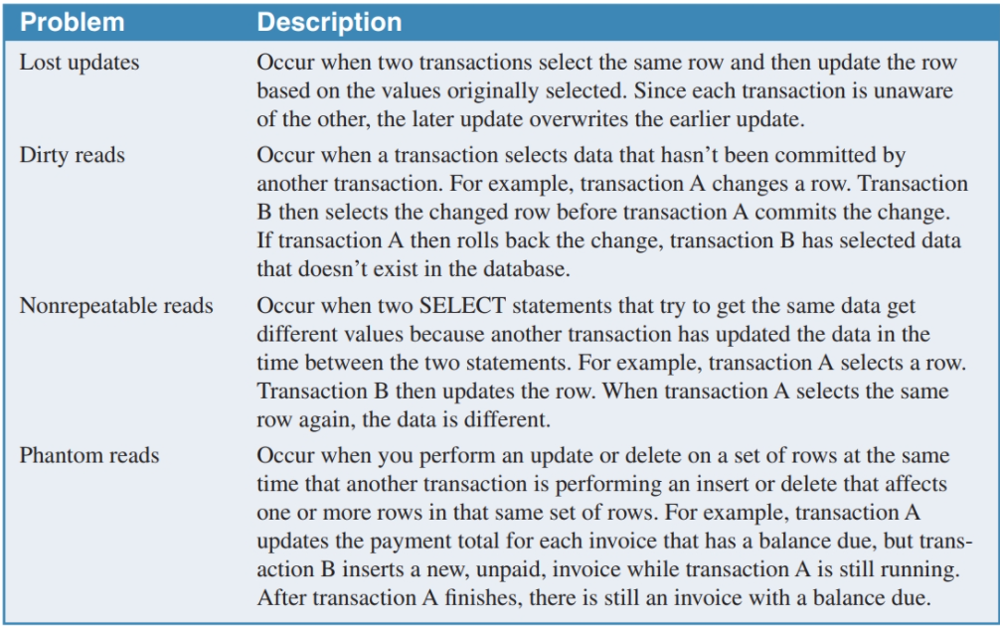 Problem Description
Lost updates Occur when two transactions select the same row and then update the row
based on the values originally selected. Since each transaction is unaware
of the other, the later update overwrites the earlier update.
Dirty reads Occur when a transaction selects data that hasn’t been committed by
another transaction. For example, transaction A changes a row. Transaction
B then selects the changed row before transaction A commits the change.
If transaction A then rolls back the change, transaction B has selected data
that doesn’t exist in the database.
Nonrepeatable reads Occur when two SELECT statements that try to get the same data get
different values because another transaction has updated the data in the
time between the two statements. For example, transaction A selects a row.
Transaction B then updates the row. When transaction A selects the same
row again, the data is different.
Phantom reads Occur when you perform an update or delete on a set of rows at the same
time that another transaction is performing an insert or delete that affects
one or more rows in that same set of rows. For example, transaction A
updates the payment total for each invoice that has a balance due, but trans-
action B inserts a new, unpaid, invoice while transaction A is still running.
After transaction A finishes, there is still an invoice with a balance due.